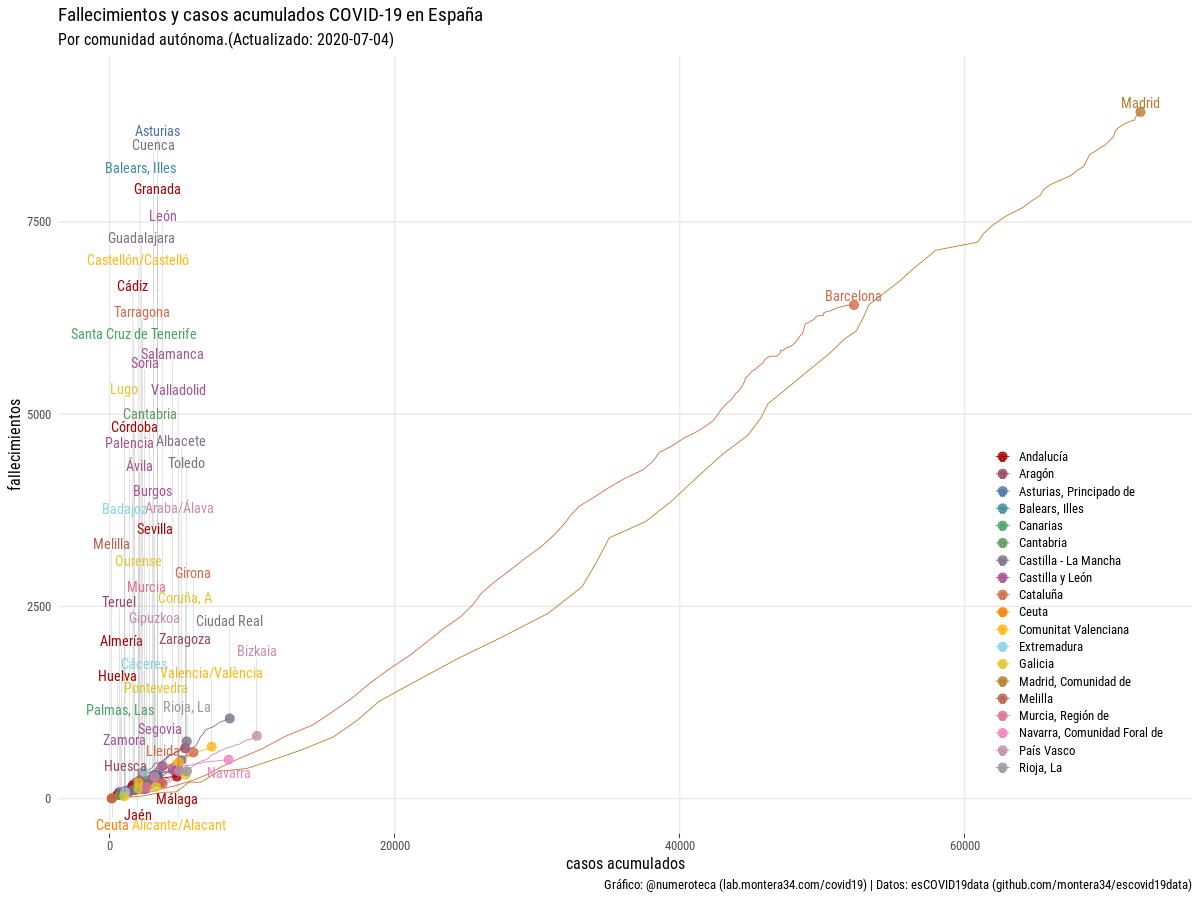 Fallecimientos y casos acumulados COVID-19 en España
Por comunidad autónoma.(Actualizado: 2020-07-04)
Madrid
Asturias
Cuenca
Balears, Illes
Granada
León
7500
Guadalajara
Castellón/Castelló
Cádiz
Barcelona
Tarragona
Santa Cruz de Tenerife
Salamanca
Soria
Lugo
Valladolid
5000
Cantabria
Córdoba
Palencia
Albacete
Ávila
Toledo
Burgos
Badajoz
Araba/Álava
Sevilla
Melilla
Ourense
Girona
Murcia
Coruña, A
Teruel
2500
Gipuzkoa
Ciudad Real
Almería
Zaragoza
Bizkaia
Cáceres
Huelva
Valencia/València
Pontevedra
Palmas, Las
Rioja, La
Segovia
Zamora
Lleida
Huesca
Navarra
0
Málaga
Jaén
Ceuta
Alicante/Alacant
fallecimientos
Andalucía
Aragón
Asturias, Principado de
Balears, Illes
Canarias
Cantabria
Castilla - La Mancha
Castilla y León
Cataluña
Ceuta
Comunitat Valenciana
Extremadura
Galicia
Madrid, Comunidad de
Melilla
Murcia, Región de
Navarra, Comunidad Foral de
País Vasco
Rioja, La
0 20000 40000 60000
casos acumulados
Gráfico: @numeroteca (lab.montera34.com/covid19) | Datos: esCOVID19data (github.com/montera34/escovid19data)